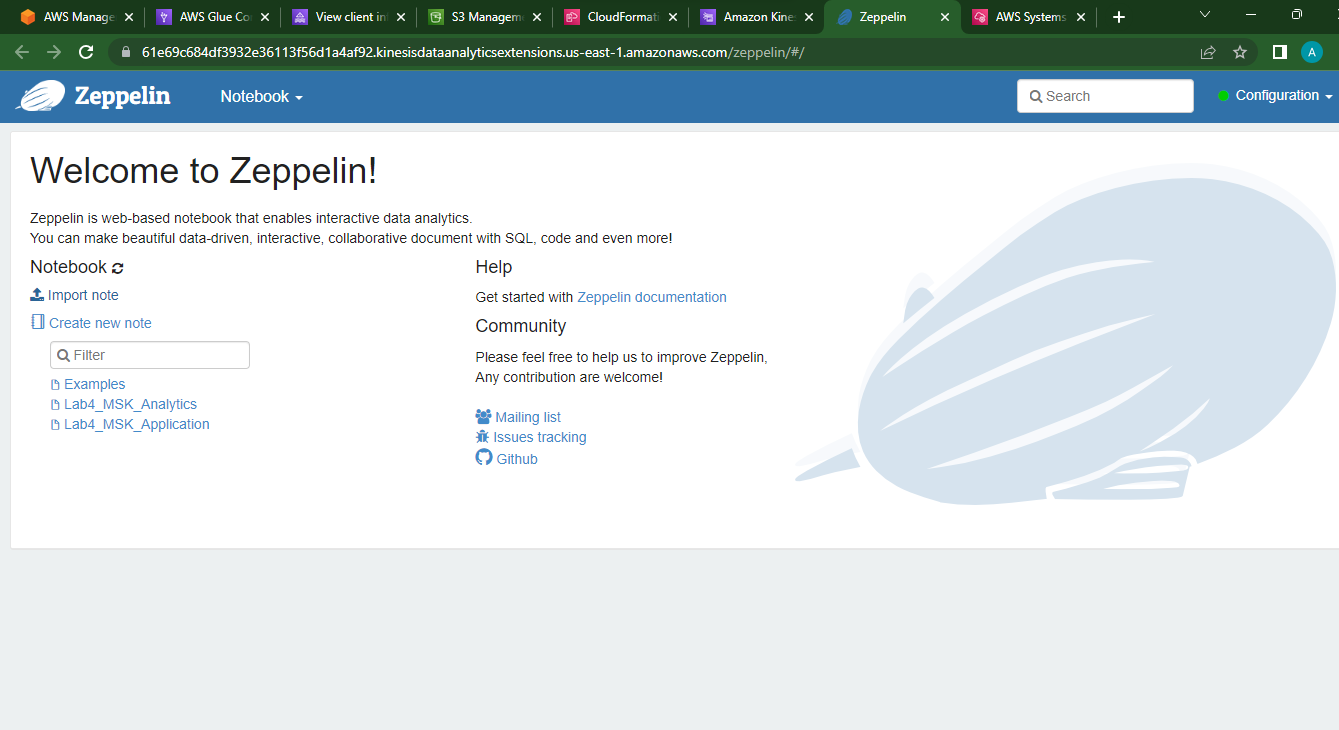 AWS Manage
AWS Glue Co
View client in
S3 Managem
CloudFormati
Amazon Kines
Zeppelin
AWS Systems
61e69c684df3932e36113f56d1a4af92.kinesisdataanalyticsextensions.us-east-1.amazonaws.com/zeppelin/#/
A
Zeppelin
Notebook
Search
Configuration
Welcome to Zeppelin!
Zeppelin is web-based notebook that enables interactive data analytics.
You can make beautiful data-driven, interactive, collaborative document with SQL, code and even more!
Notebook
Import note
Create new note
Filter
Examples
Lab4_MSK_Analytics
Lab4_MSK_Application
Help
Get started with Zeppelin documentation
Community
Please feel free to help us to improve Zeppelin,
Any contribution are welcome!
Mailing list
Issues tracking
Github